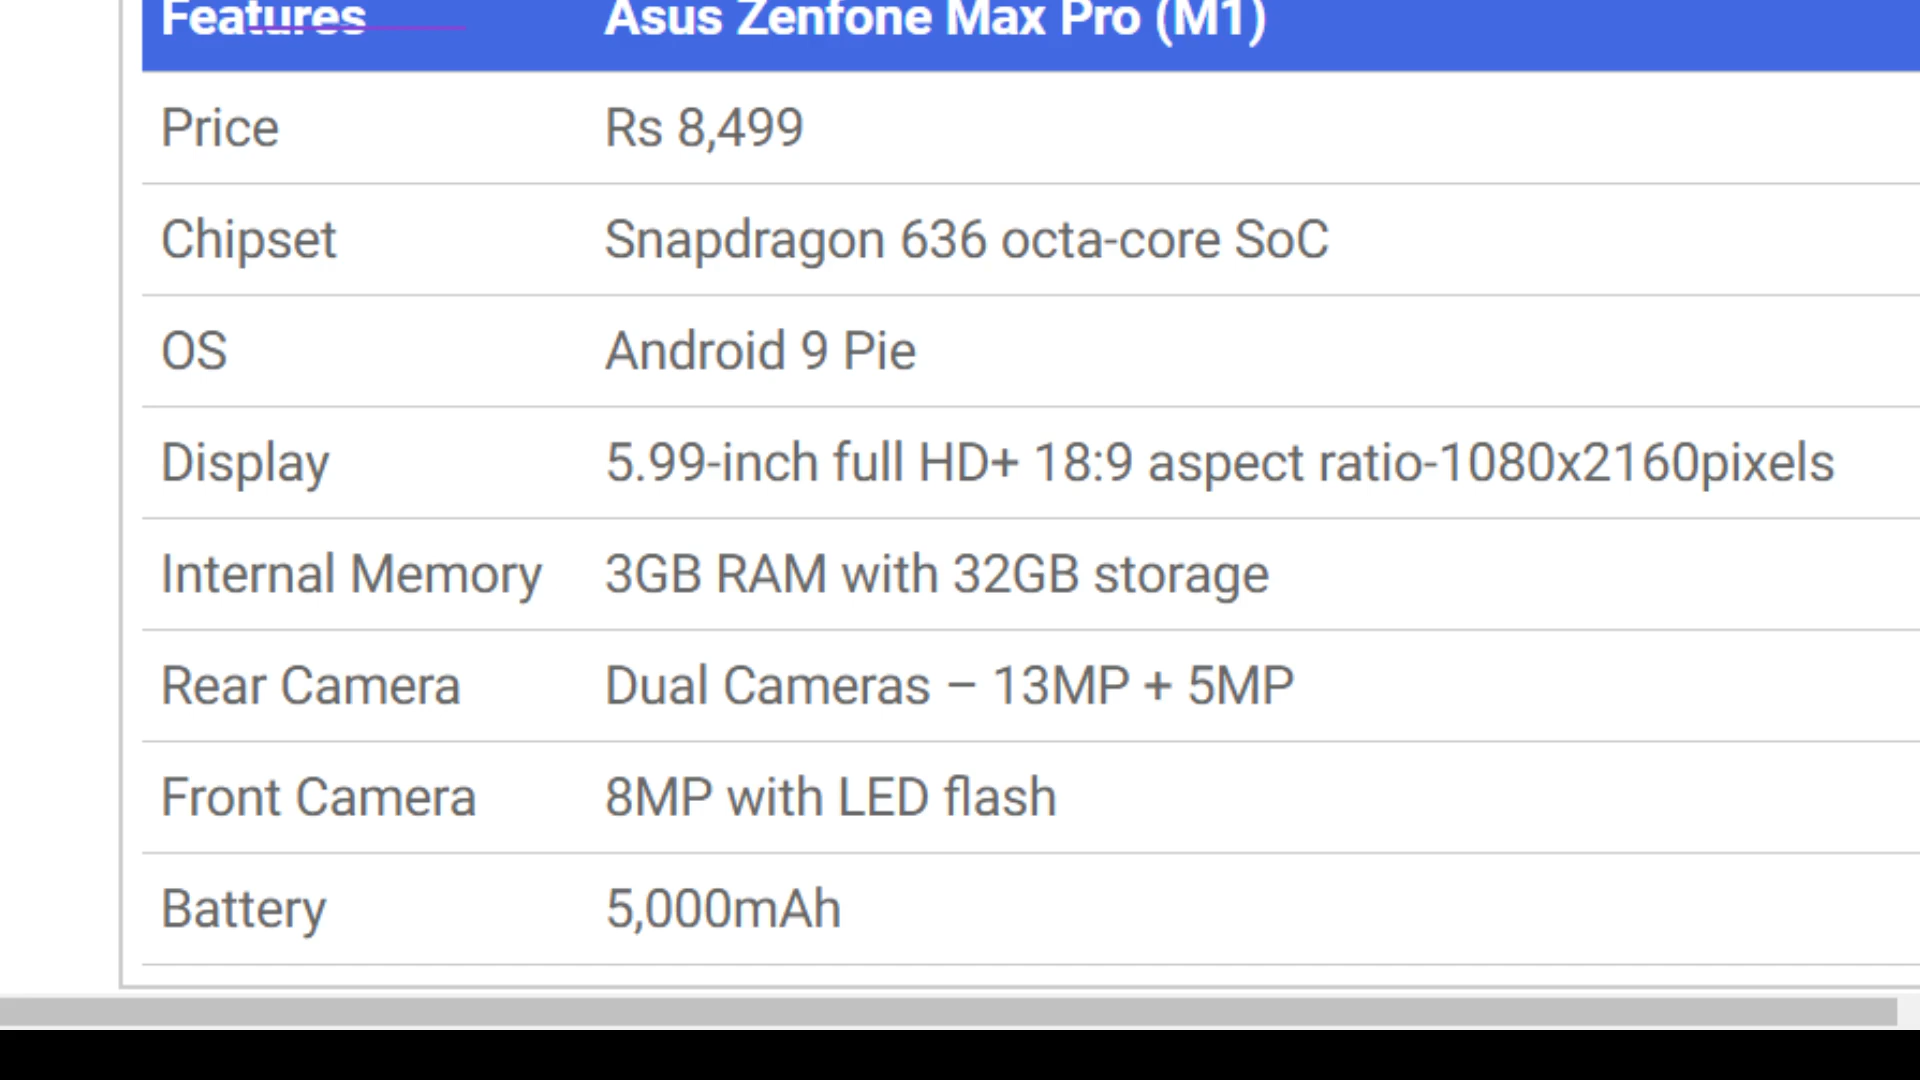 Features Asus Zenfone Max Pro (M1)
Price Rs 8,499
Chipset Snapdragon 636 octa-core SoC
OS Android 9 Pie
Display 5.99-inch full HD+ 18:9 aspect ratio-1080x2160pixels
Internal Memory 3GB RAM with 32GB storage
Rear Camera Dual Cameras – 13MP + 5MP
Front Camera 8MP with LED flash
Battery 5,000mAh